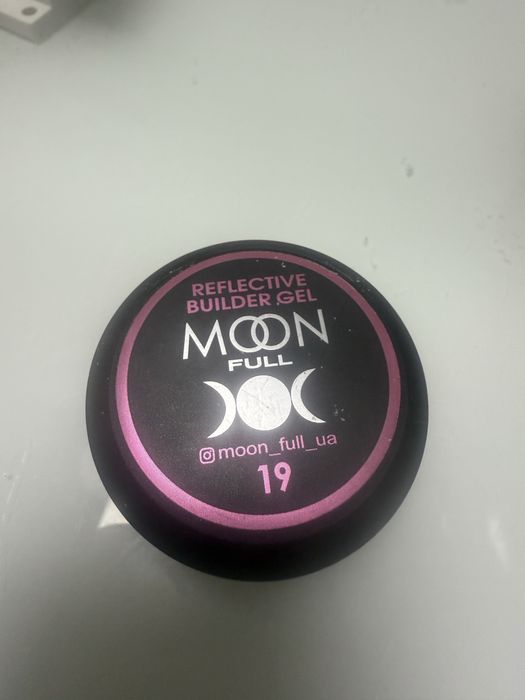 REFLECTIVE
BUILDER GEL
MOON
FULL
moon_full_ua
19